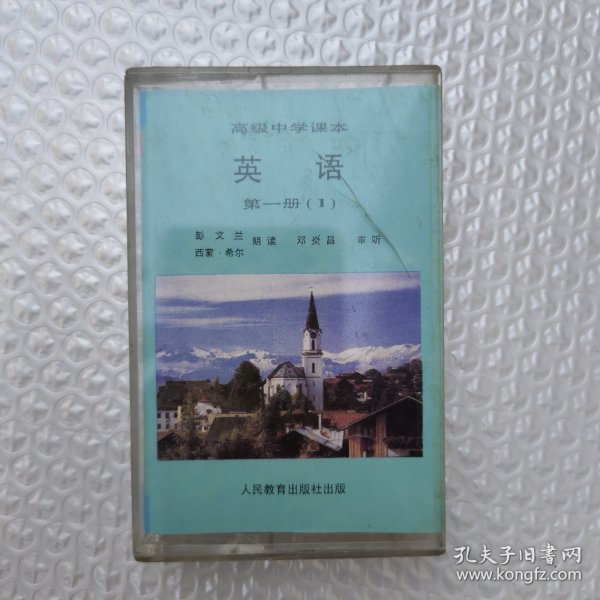 高级中学课本
英 语
第一册(1)
彭 文 兰
西蒙·希尔
朗读 邓炎昌 审听
人民教育出版社出版
孔夫子旧书网
www.kongfz.com